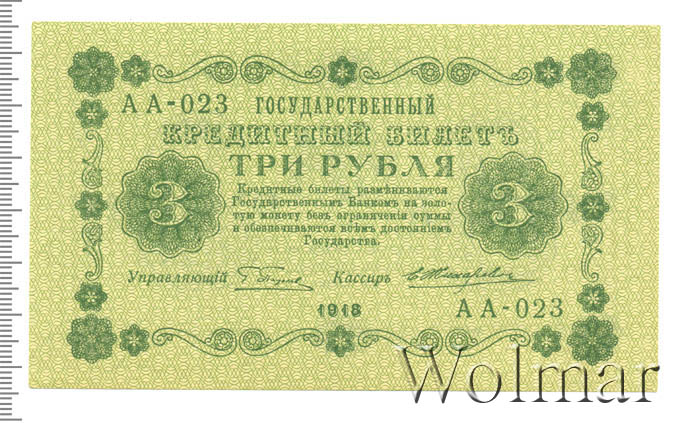 АА-023 ГОСУДАРСТВЕННЫЙ
КРЕДИТНЫЙ БИЛЕТЪ
ТРИ РУБЛЯ
3 3
Кредитные билеты размѣниваются
Государственнымъ Банкомъ на золо-
тую монету безъ ограниченія суммы
и обезпечиваются всѣмъ достояніемъ
Государства.
Управляющій Кассиръ
1918
АА-023
Wolmar